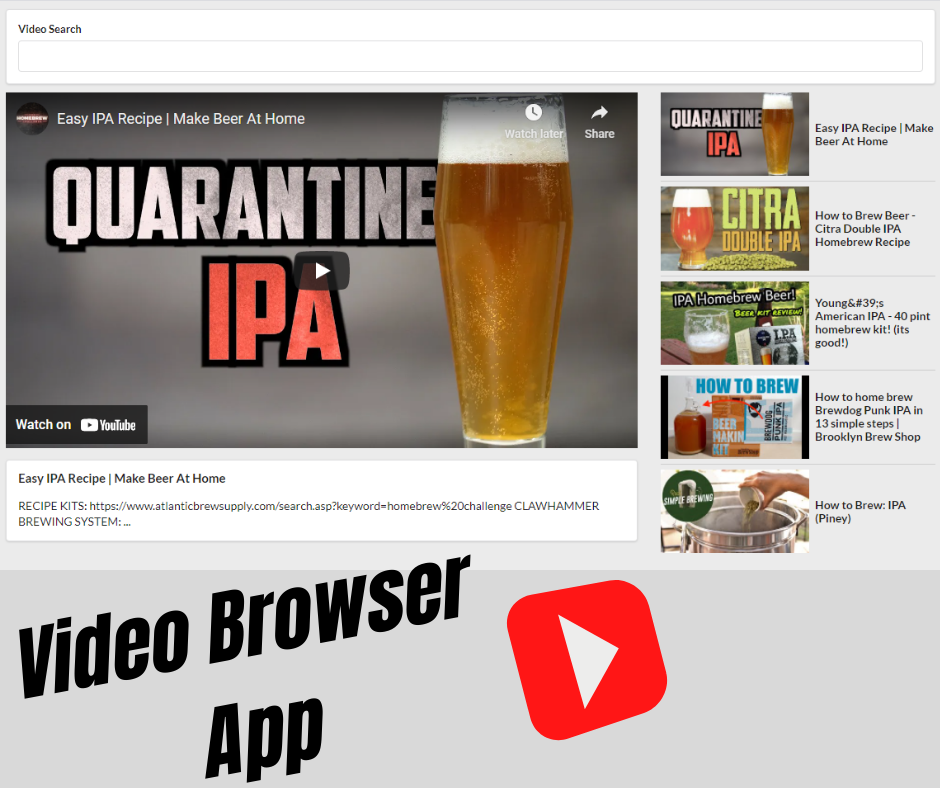 Video Search
HOMEBREW
Easy IPA Recipe | Make Beer At Home
Watch later
Share
QUARANTINE
IPA
Watch on YouTube
Easy IPA Recipe | Make Beer At Home
RECIPE KITS: https://www.atlanticbrewsupply.com/search.asp?keyword=homebrew%20challenge CLAWHAMMER
BREWING SYSTEM: ...
QUARANTINE
IPA
Easy IPA Recipe | Make
Beer At Home
CITRA
DOUBLE IPA
How to Brew Beer -
Citra Double IPA
Homebrew Recipe
IPA Homebrew Beer!
BEER KIT REVIEW!
IPA
Young&#39;s
American IPA - 40 pint
homebrew kit! (its
good!)
HOW TO BREW
BEER
MAKIN
KIT
BREWDOG
PUNK IPA
How to home brew
Brewdog Punk IPA in
13 simple steps |
Brooklyn Brew Shop
SIMPLE BREWING
How to Brew: IPA
(Piney)
Video Browser
App